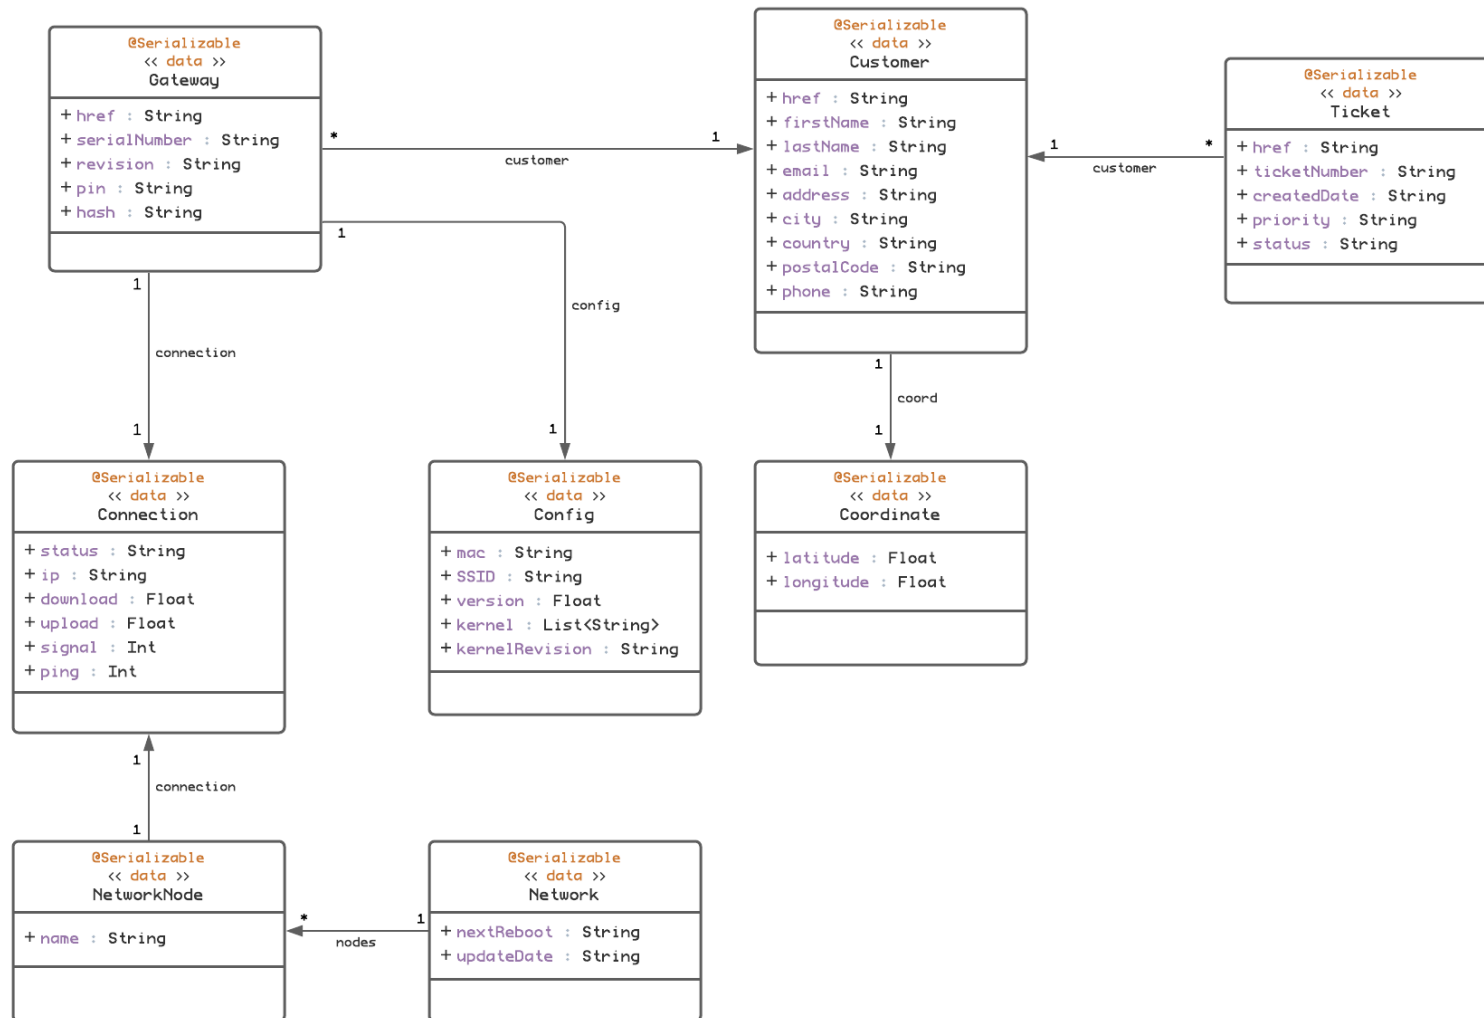 @Serializable
<< data >>
Gateway
+ href : String
+ serialNumber : String
+ revision : String
+ pin : String
+ hash : String
* 1
customer
@Serializable
<< data >>
Customer
+ href : String
+ firstName : String
+ lastName : String
+ email : String
+ address : String
+ city : String
+ country : String
+ postalCode : String
+ phone : String
1 *
customer
@Serializable
<< data >>
Ticket
+ href : String
+ ticketNumber : String
+ createdDate : String
+ priority : String
+ status : String
1
connection
1
1
config
1
1
coord
1
@Serializable
<< data >>
Connection
+ status : String
+ ip : String
+ download : Float
+ upload : Float
+ signal : Int
+ ping : Int
@Serializable
<< data >>
Config
+ mac : String
+ SSID : String
+ version : Float
+ kernel : List<String>
+ kernelRevision : String
@Serializable
<< data >>
Coordinate
+ latitude : Float
+ longitude : Float
1
connection
1
@Serializable
<< data >>
NetworkNode
+ name : String
* 1
nodes
@Serializable
<< data >>
Network
+ nextReboot : String
+ updateDate : String